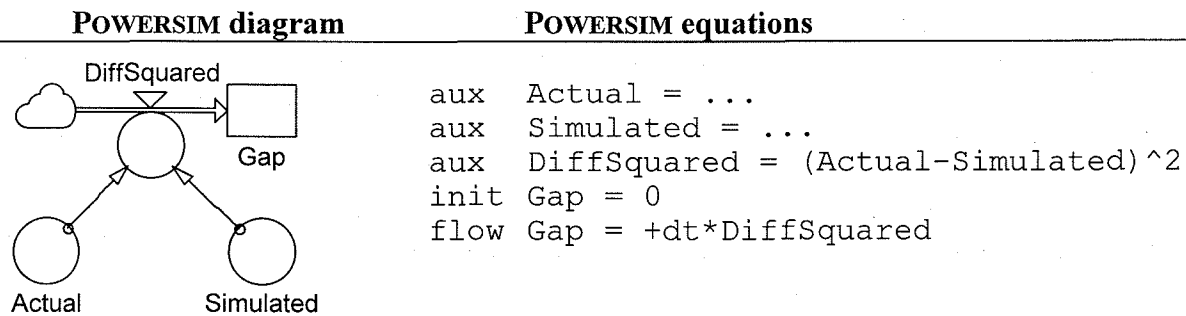 POWERSIM diagram POWERSIM equations
DiffSquared
Gap
Actual Simulated
aux Actual = ...
aux Simulated = ...
aux DiffSquared = (Actual-Simulated)^2
init Gap = 0
flow Gap = +dt*DiffSquared